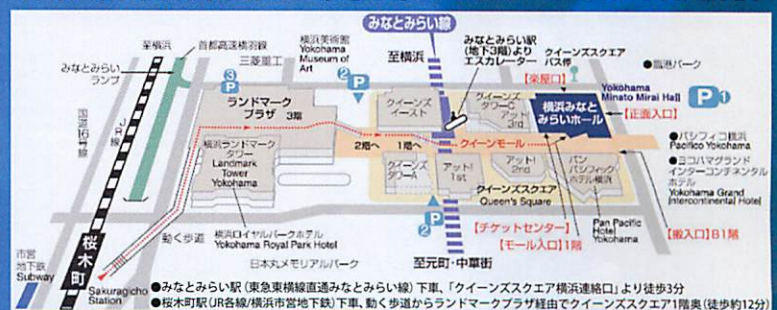 みなとみらい線
至横浜
首都高速横羽線
みなとみらい
ランプ
三菱重工
横浜美術館
Yokohama
Museum of
Art
至横浜
みなとみらい駅
(地下3階)より
エスカレーター
クイーンズスクエア
バス停
●臨港パーク
【楽屋口】
Yokohama
Minato Mirai Hall
横浜みなと
みらいホール
【正面入口】
P1
3
P
2
P
ランドマーク
プラザ 3階
クイーンズ
イースト
クイーンズ
タワーC
アット!
3rd
●パシフィコ横浜
Pacifico Yokohama
国道16号線
JR線
横浜ランドマーク
タワー
Landmark
Tower
Yokohama
2階へ
1階へ
クイーンモール
クイーンズ
タワーA
アット!
1st
アット!
2nd
パン
パシフィック
ホテル横浜
●ヨコハマグランド
インターコンチネンタル
ホテル
Yokohama Grand
Intercontinental Hotel
クイーンズスクエア
Queen's Square
P
2
横浜ロイヤルパークホテル
Yokohama Royal Park Hotel
【チケットセンター】
【モール入口】1階
Pan Pacific
Hotel
Yokohama
【搬入口】B1階
動く歩道
日本丸メモリアルパーク
至元町・中華街
桜木町
市営
地下鉄
Subway
Sakuragicho
Station
●みなとみらい駅(東急東横線直通みなとみらい線)下車、「クイーンズスクエア横浜連絡口」より徒歩3分
●桜木町駅(JR各線/横浜市営地下鉄)下車、動く歩道からランドマークプラザ経由でクイーンズスクエア1階奥(徒歩約12分)